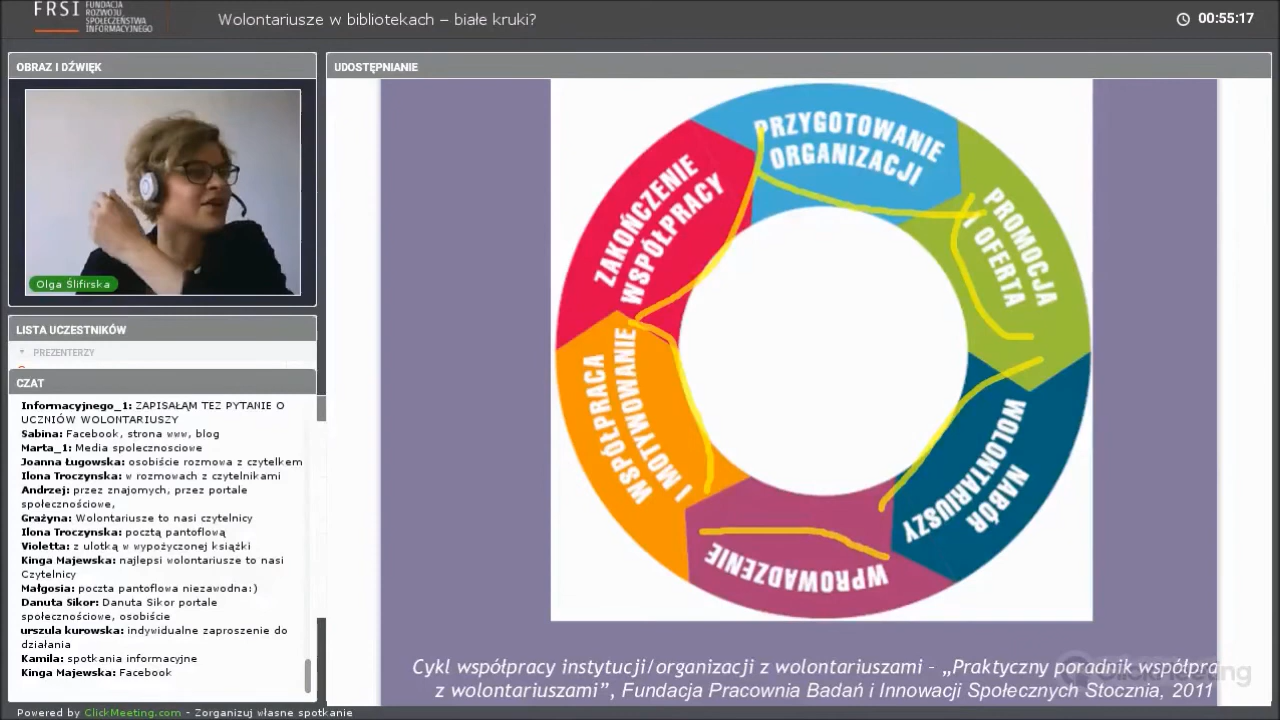 FRSI
FUNDACJA
ROZWOJU
SPOŁECZEŃSTWA
INFORMACYJNEGO
Wolontariusze w bibliotekach – białe kruki?
00:55:17
OBRAZ I DŹWIĘK
Olga Ślifirska
LISTA UCZESTNIKÓW
PREZENTERZY
CZAT
Informacyjnego_1: ZAPISAŁĄM TEZ PYTANIE O
UCZNIÓW WOLONTARIUSZY
Sabina: Facebook, strona www, blog
Marta_1: Media spolecznosciowe
Joanna Ługowska: osobiście rozmowa z czytelkem
Ilona Troczynska: w rozmowach z czytelnikami
Andrzej: przez znajomych, przez portale
społecznościowe,
Grażyna: Wolontariusze to nasi czytelnicy
Ilona Troczynska: pocztą pantoflową
Violetta: z ulotką w wypożyczonej książki
Kinga Majewska: najlepsi wolontariusze to nasi
Czytelnicy
Małgosia: poczta pantoflowa niezawodna:)
Danuta Sikor: Danuta Sikor portale
społecznościowe, osobiście
urszula kurowska: indywidualne zaproszenie do
działania
Kamila: spotkania informacyjne
Kinga Majewska: Facebook
Powered by ClickMeeting.com - Zorganizuj własne spotkanie
UDOSTĘPNIANIE
PRZYGOTOWANIE
ORGANIZACJI
PROMOCJA
I OFERTA
NABÓR
WOLONTARIUSZY
WPROWADZENIE
WSPÓŁPRACA
I MOTYWOWANIE
ZAKOŃCZENIE
WSPÓŁPRACY
Cykl współpracy instytucji/organizacji z wolontariuszami - „Praktyczny poradnik współpra
z wolontariuszami”, Fundacja Pracownia Badań i Innowacji Społecznych Stocznia, 2011
ClickMeeting